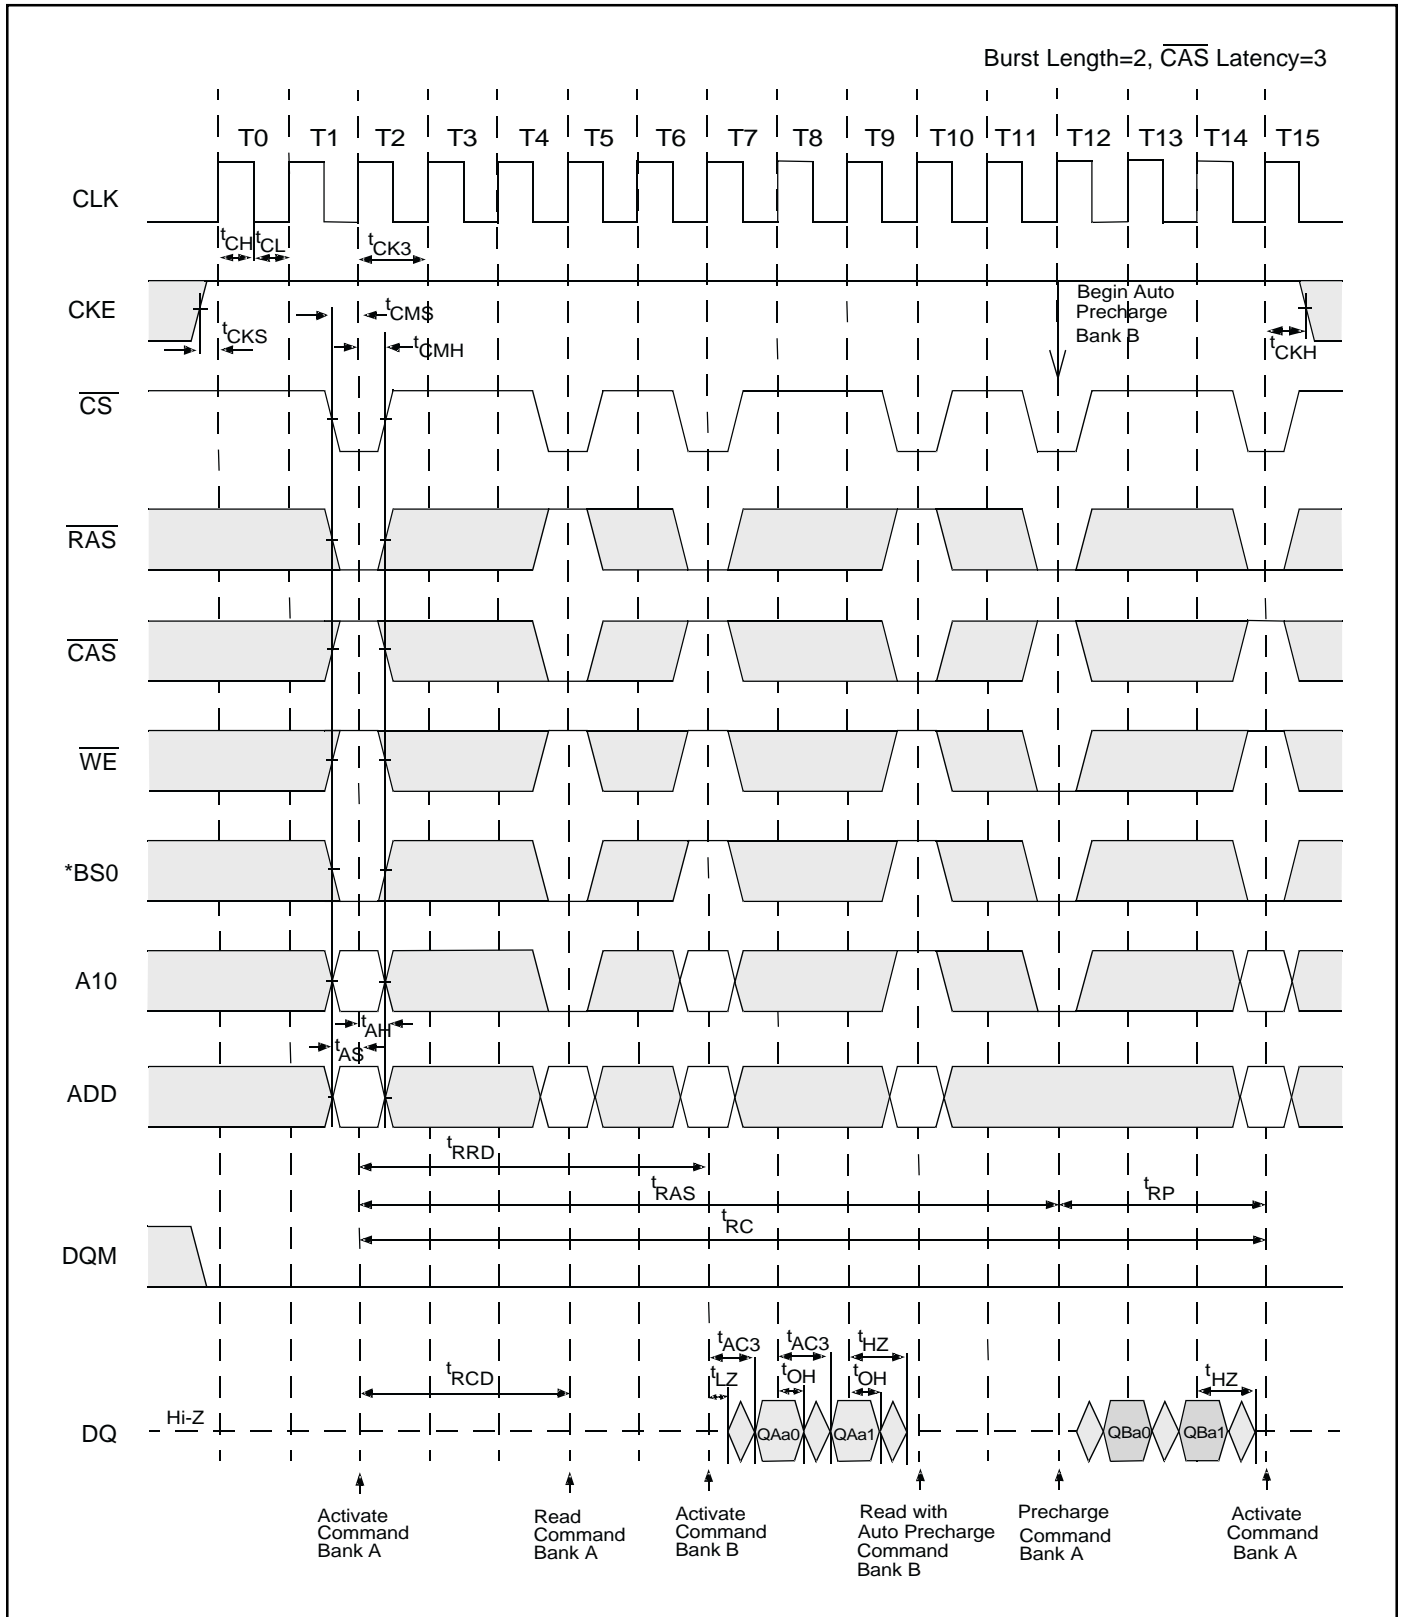 Burst Length=2, CAS Latency=3
T0 T1 T2 T3 T4 T5 T6 T7 T8 T9 T10 T11 T12 T13 T14 T15
CLK
tCH tCL tCK3
CKE
tCMS
tCKS
tCMH
Begin Auto
Precharge
Bank B
tCKH
CS
RAS
CAS
WE
*BS0
A10
tAH
tAS
ADD
tRRD
tRAS tRP
tRC
DQM
tAC3 tAC3 tHZ
tRCD tLZ tOH tOH tHZ
Hi-Z
DQ QAa0 QAa1 QBa0 QBa1
Activate
Command
Bank A
Read
Command
Bank A
Activate
Command
Bank B
Read with
Auto Precharge
Command
Bank B
Precharge
Command
Bank A
Activate
Command
Bank A